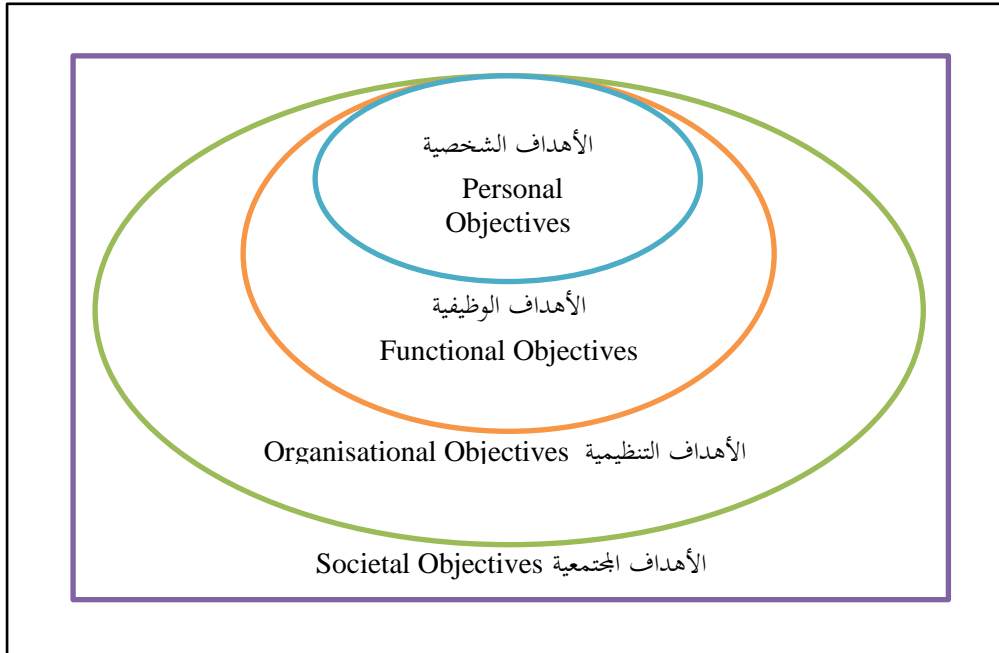 الأهداف الشخصية
Personal
Objectives
الأهداف الوظيفية
Functional Objectives
Organisational Objectives الأهداف التنظيمية
Societal Objectives الأهداف المجتمعية